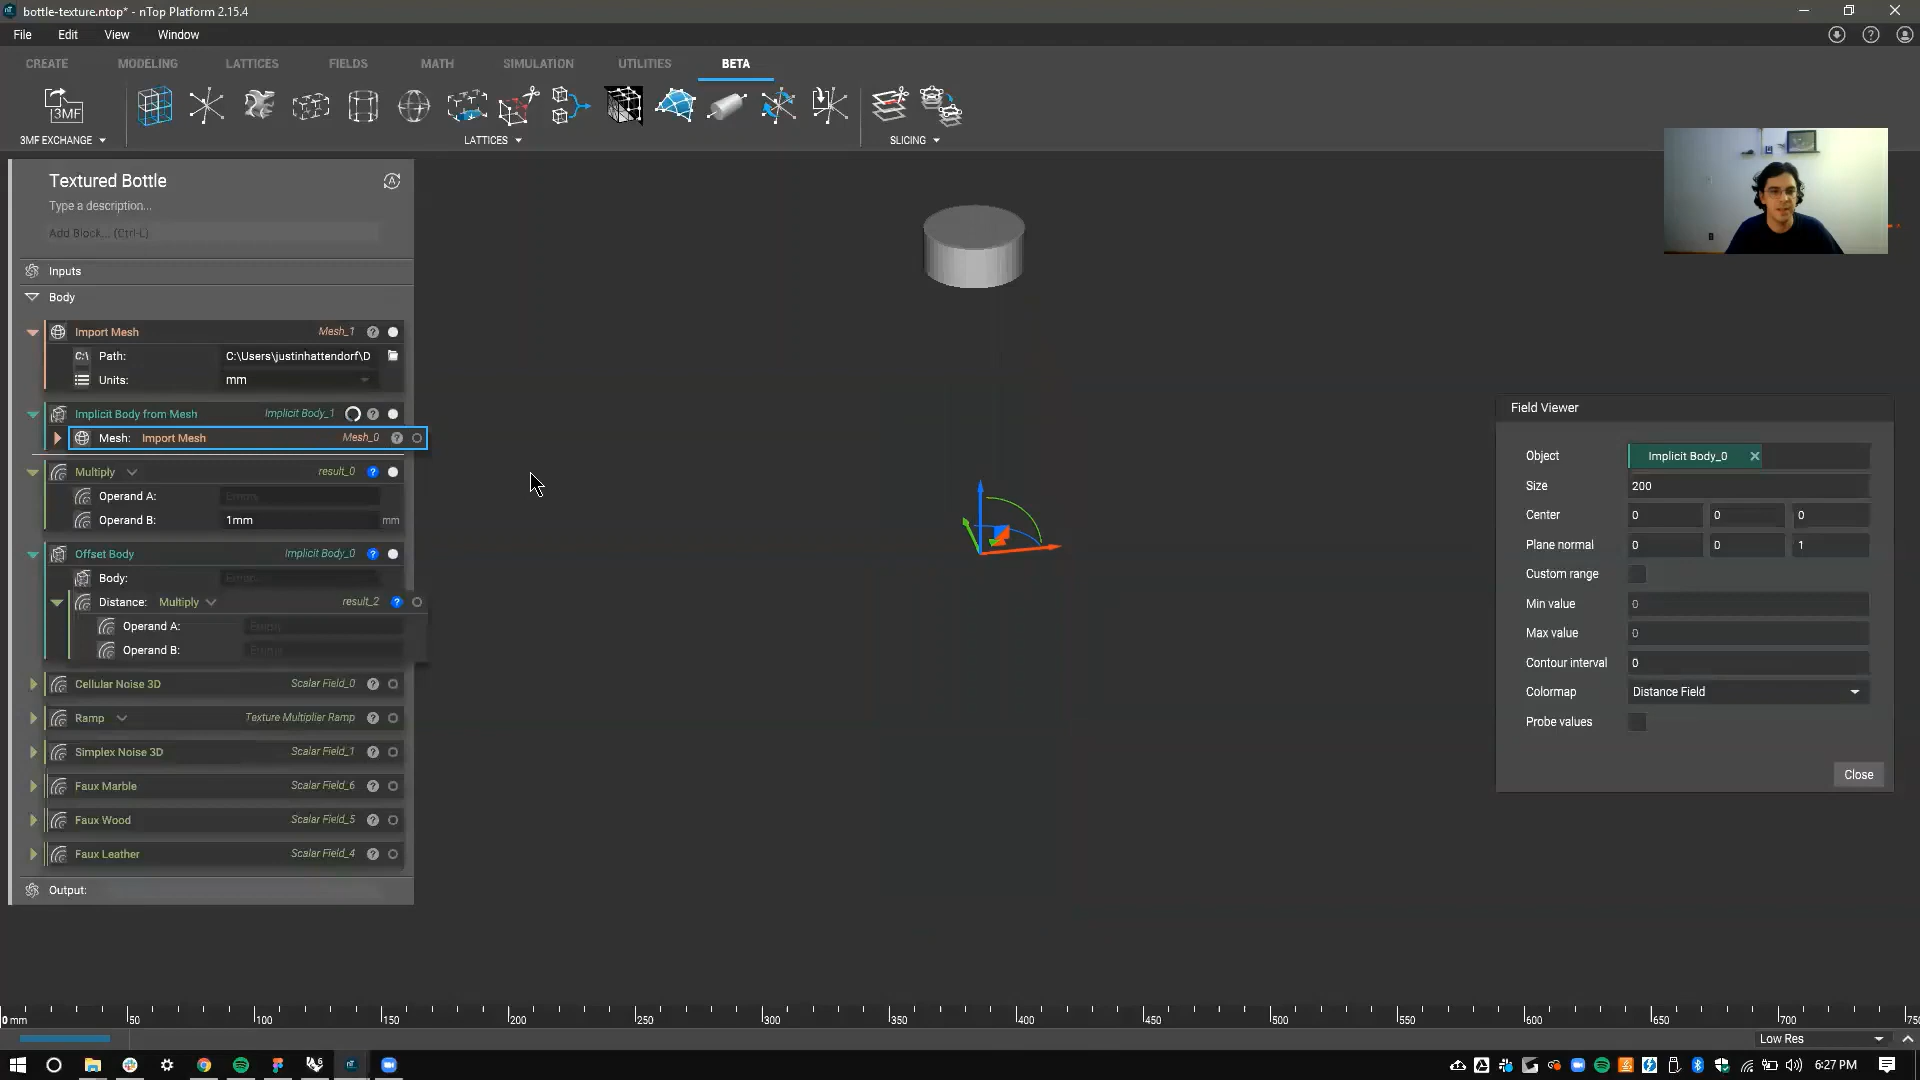 bottle-texture.ntop* - nTop Platform 2.15.4
File Edit View Window
CREATE MODELING LATTICES FIELDS MATH SIMULATION UTILITIES BETA
3MF
3MF EXCHANGE LATTICES SLICING
Textured Bottle
Type a description...
Add Block... (Ctrl-L)
Inputs
Body
Import Mesh Mesh_1
Path: C:\Users\justinhattendorf\D
Units: mm
Implicit Body from Mesh Implicit Body_1
Mesh: Import Mesh Mesh_0
Multiply result_0
Operand A: Empty
Operand B: 1mm mm
Offset Body Implicit Body_0
Body: Empty
Distance: Multiply result_2
Operand A: Empty
Operand B: Empty
Cellular Noise 3D Scalar Field_0
Ramp Texture Multiplier Ramp
Simplex Noise 3D Scalar Field_1
Faux Marble Scalar Field_6
Faux Wood Scalar Field_5
Faux Leather Scalar Field_4
Output:
Field Viewer
Object Implicit Body_0
Size 200
Center 0 0 0
Plane normal 0 0 1
Custom range
Min value 0
Max value 0
Contour interval 0
Colormap Distance Field
Probe values
Close
0 mm 50 100 150 200 250 300 350 400 450 500 550 600 650 700 750
Low Res
6:27 PM